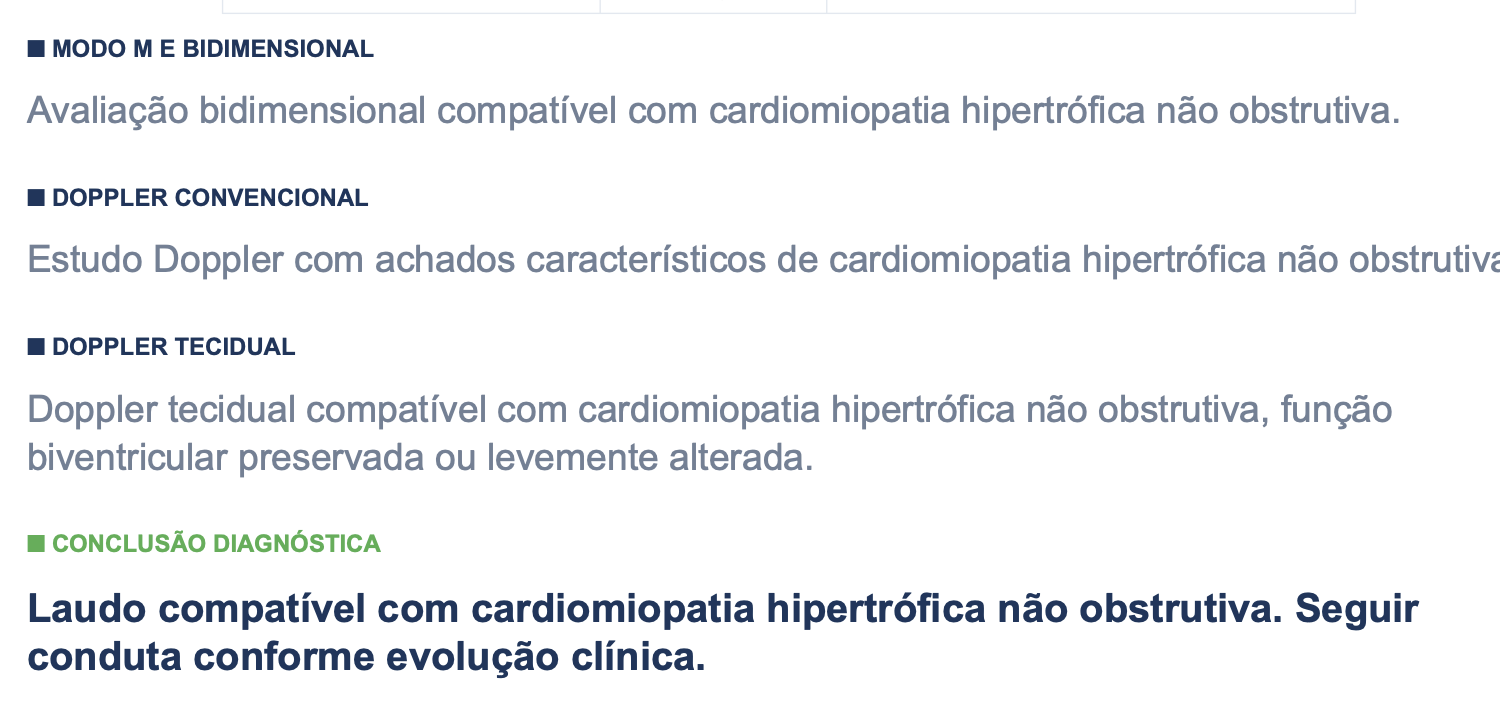 ■ MODO M E BIDIMENSIONAL
Avaliação bidimensional compatível com cardiomiopatia hipertrófica não obstrutiva.
■ DOPPLER CONVENCIONAL
Estudo Doppler com achados característicos de cardiomiopatia hipertrófica não obstrutiva
■ DOPPLER TECIDUAL
Doppler tecidual compatível com cardiomiopatia hipertrófica não obstrutiva, função
biventricular preservada ou levemente alterada.
■ CONCLUSÃO DIAGNÓSTICA
Laudo compatível com cardiomiopatia hipertrófica não obstrutiva. Seguir
conduta conforme evolução clínica.